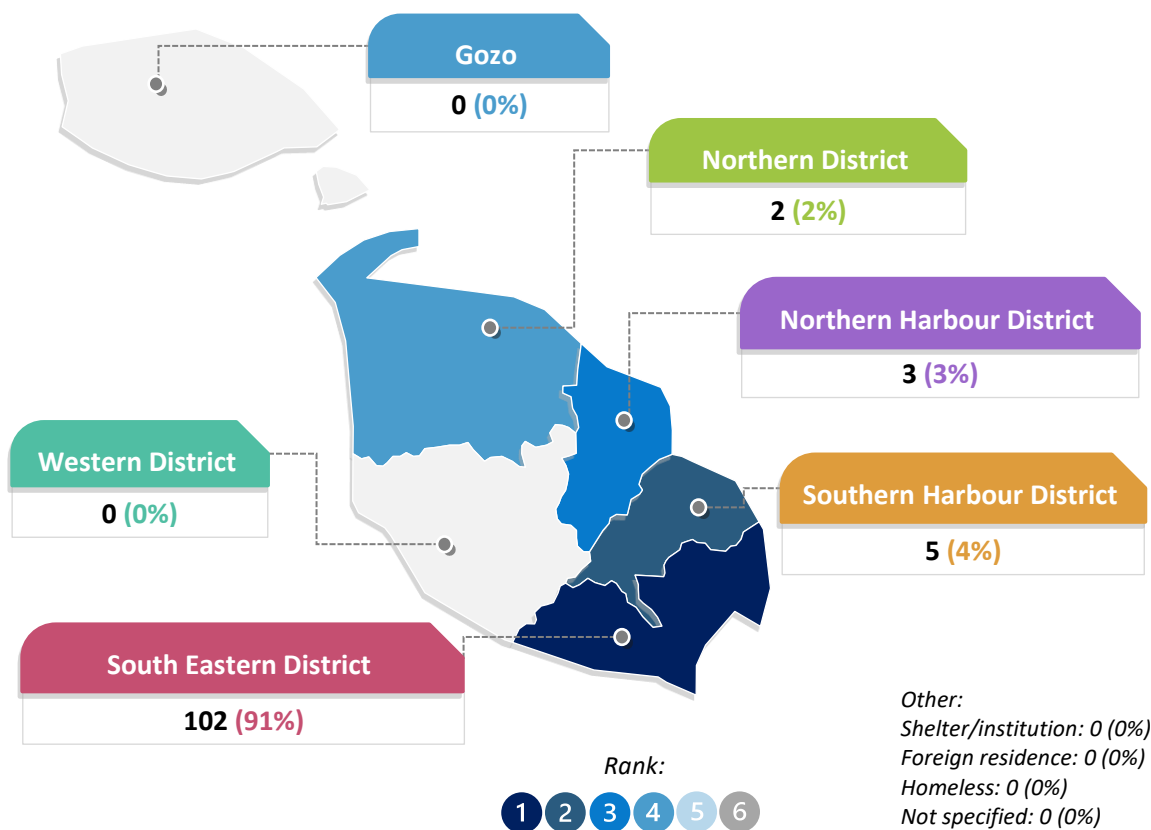 Gozo
0 (0%)
Northern District
2 (2%)
Northern Harbour District
3 (3%)
Western District
0 (0%)
Southern Harbour District
5 (4%)
South Eastern District
102 (91%)
Other:
Shelter/institution: 0 (0%)
Foreign residence: 0 (0%)
Homeless: 0 (0%)
Not specified: 0 (0%)
Rank:
1 2 3 4 5 6